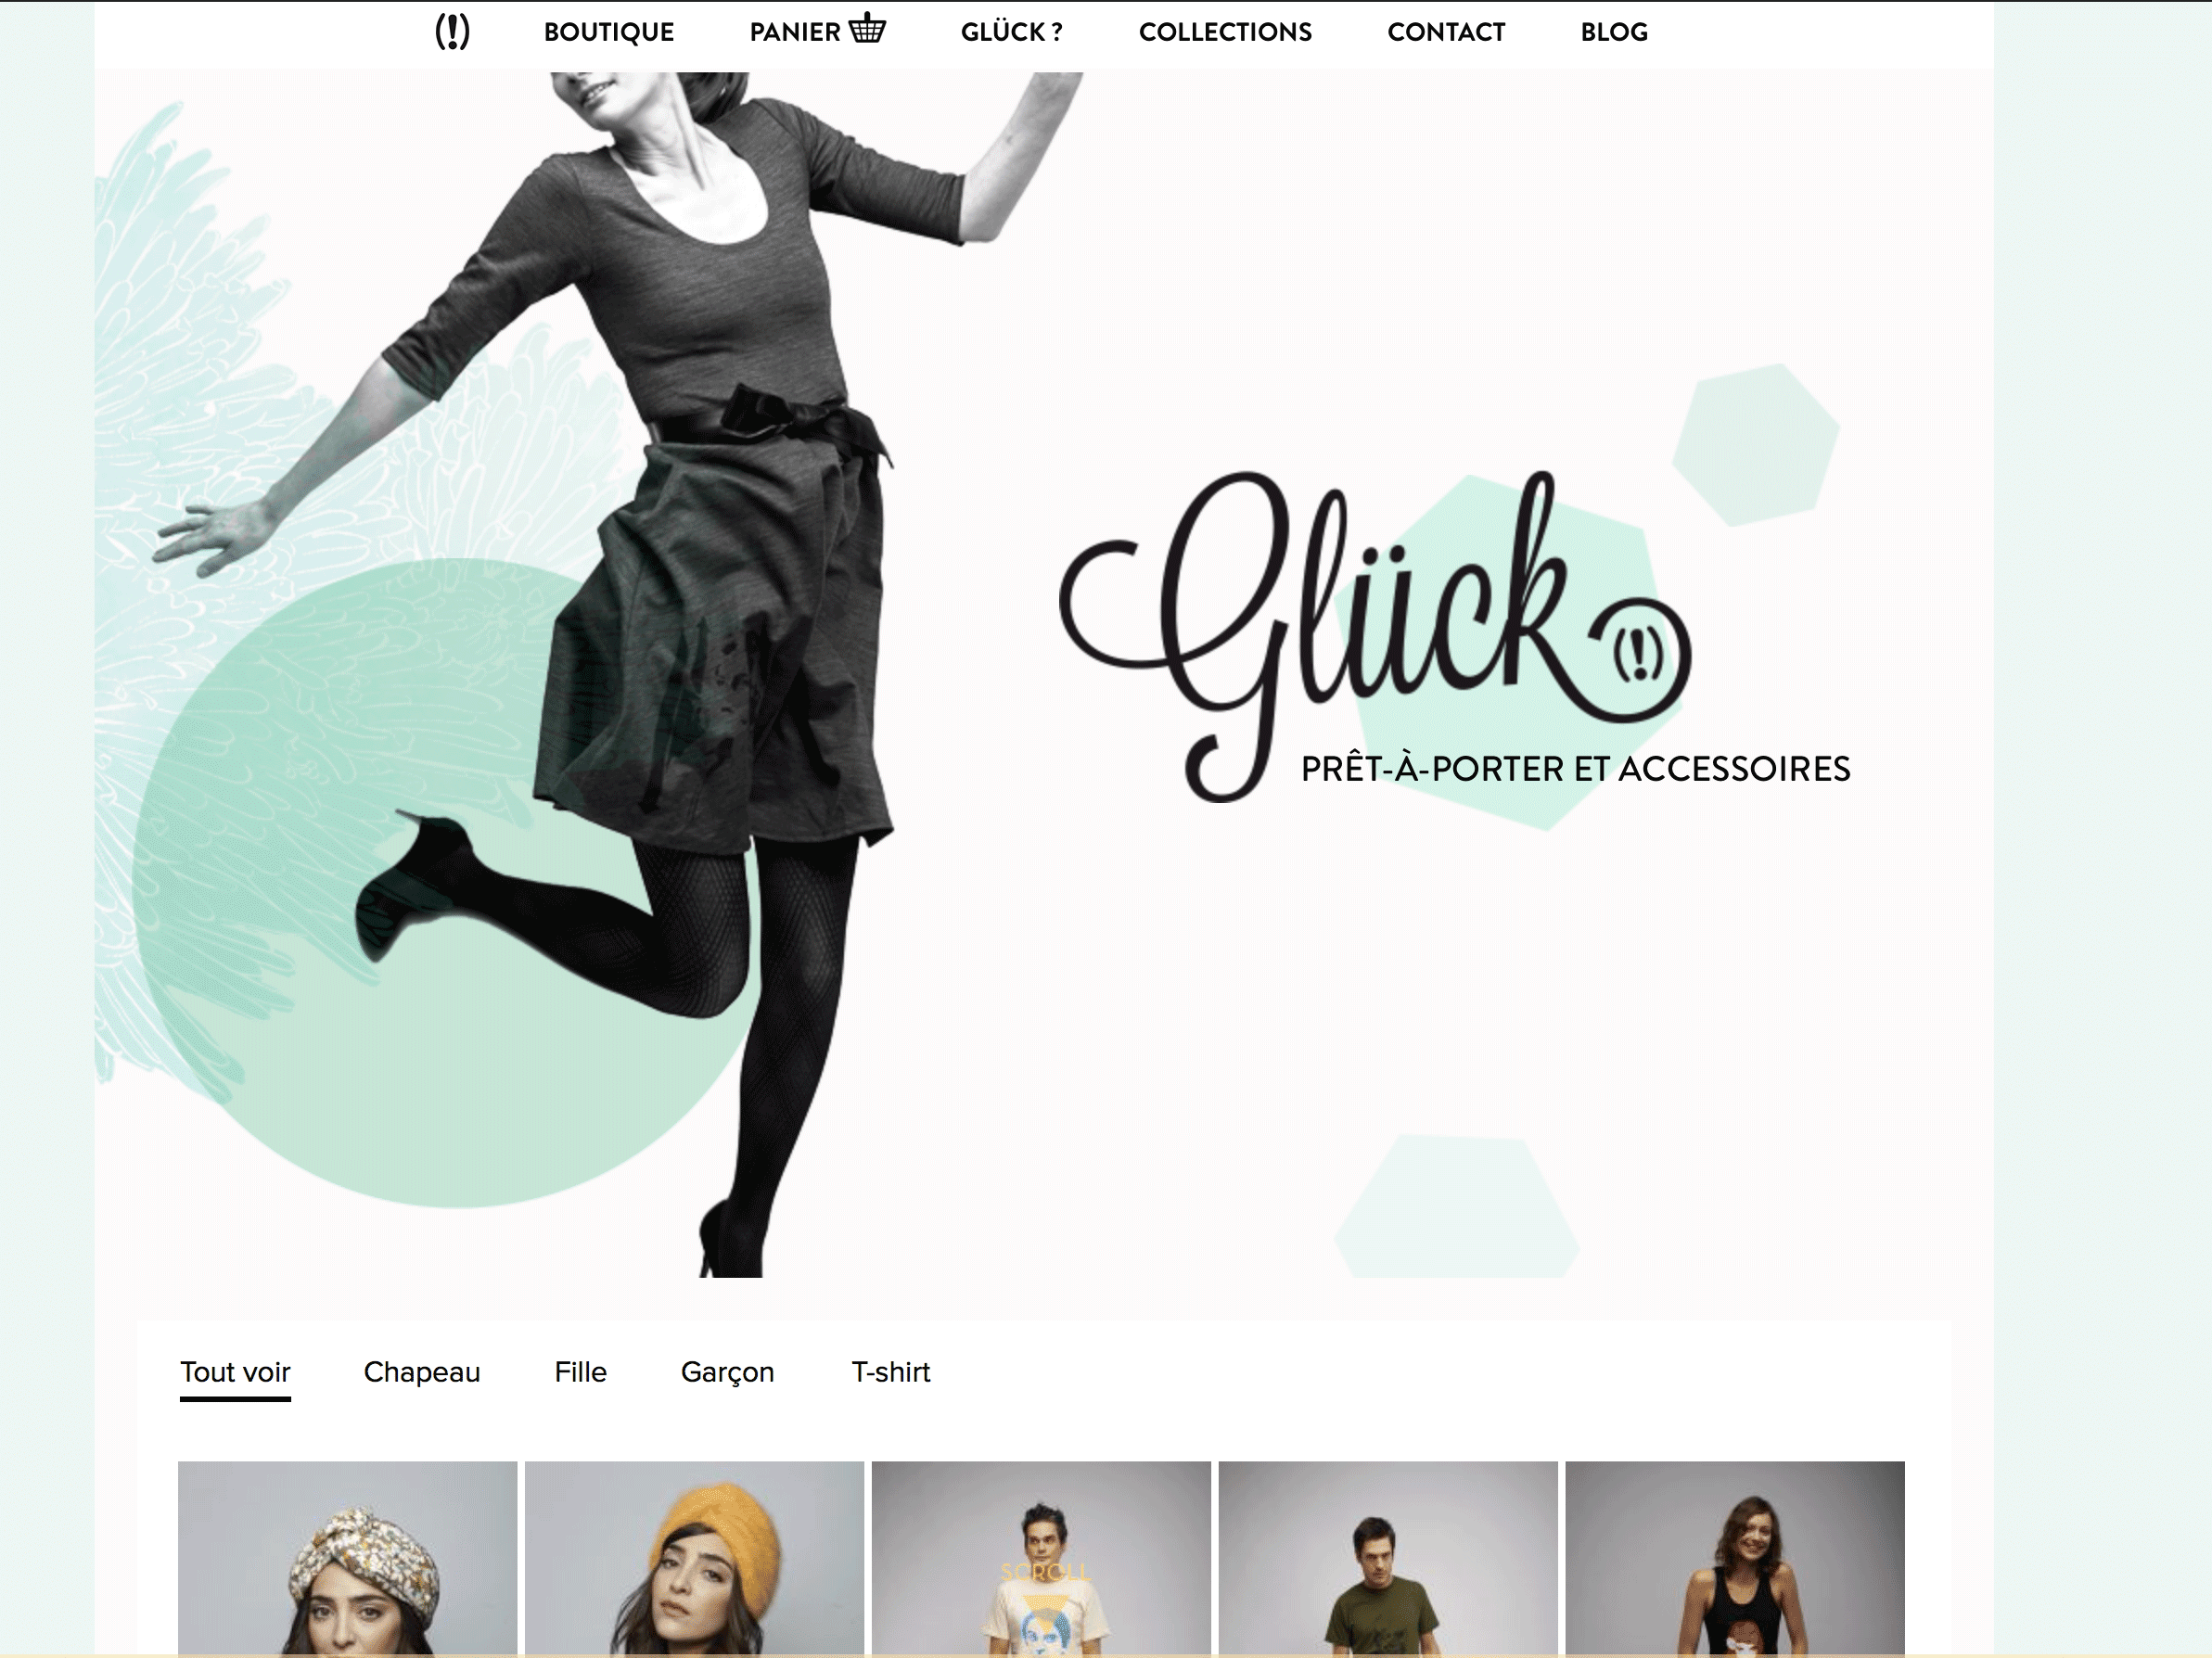 (!) BOUTIQUE PANIER GLÜCK ? COLLECTIONS CONTACT BLOG
Glück (!)
PRÊT-À-PORTER ET ACCESSOIRES
Tout voir Chapeau Fille Garçon T-shirt
SCROLL